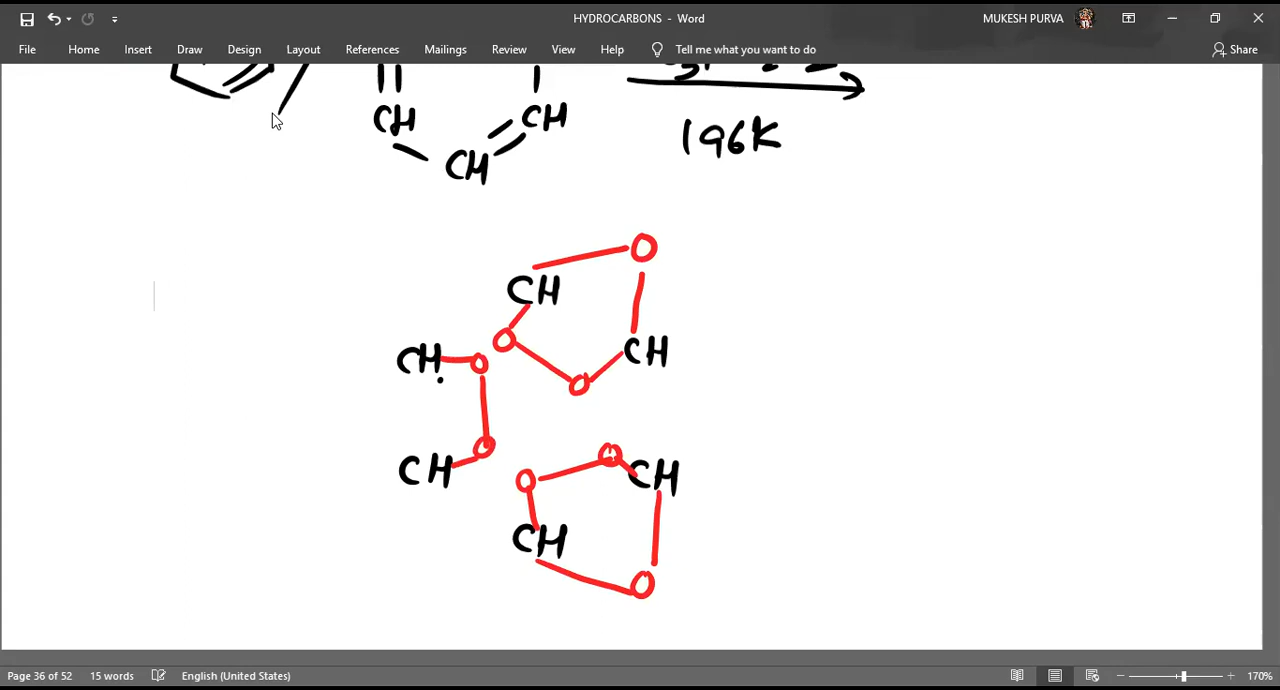 HYDROCARBONS - Word
MUKESH PURVA
File Home Insert Draw Design Layout References Mailings Review View Help Tell me what you want to do Share
CH CH
CH
196K
O
CH
O
CH
CH O
O
O
CH
O
CH
O
CH
O
Page 36 of 52 15 words English (United States) 170%